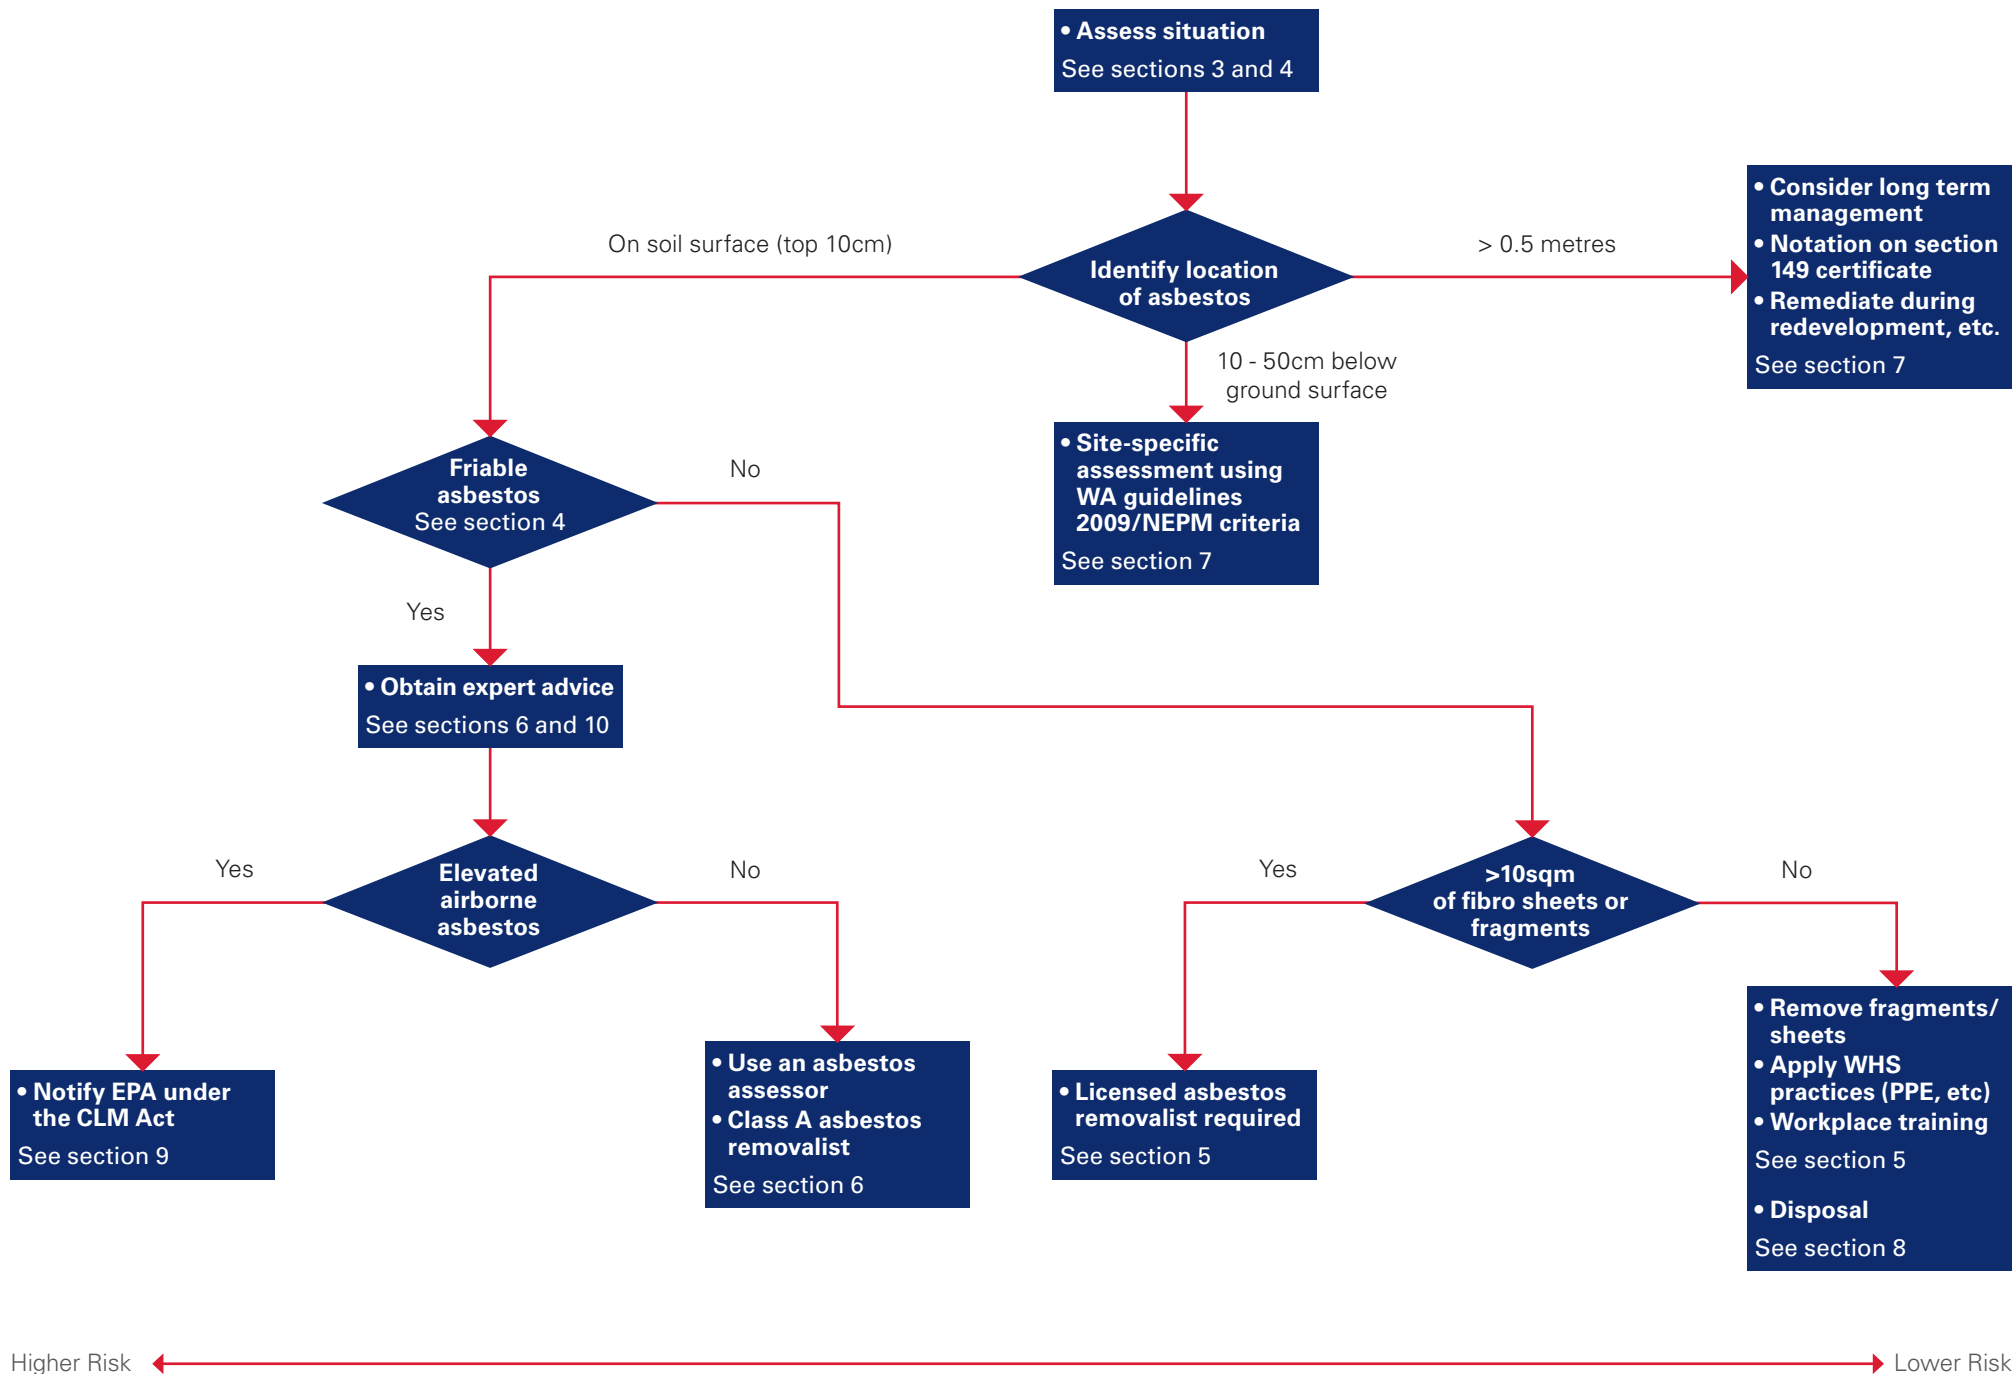 • Assess situation
See sections 3 and 4
On soil surface (top 10cm)
Identify location
of asbestos
> 0.5 metres
• Consider long term
management
• Notation on section
149 certificate
• Remediate during
redevelopment, etc.
See section 7
10 - 50cm below
ground surface
• Site-specific
assessment using
WA guidelines
2009/NEPM criteria
See section 7
Friable
asbestos
See section 4
No
Yes
• Obtain expert advice
See sections 6 and 10
Yes
Elevated
airborne
asbestos
No
Yes
>10sqm
of fibro sheets or
fragments
No
• Notify EPA under
the CLM Act
See section 9
• Use an asbestos
assessor
• Class A asbestos
removalist
See section 6
• Licensed asbestos
removalist required
See section 5
• Remove fragments/
sheets
• Apply WHS
practices (PPE, etc)
• Workplace training
See section 5
• Disposal
See section 8
Higher Risk
Lower Risk